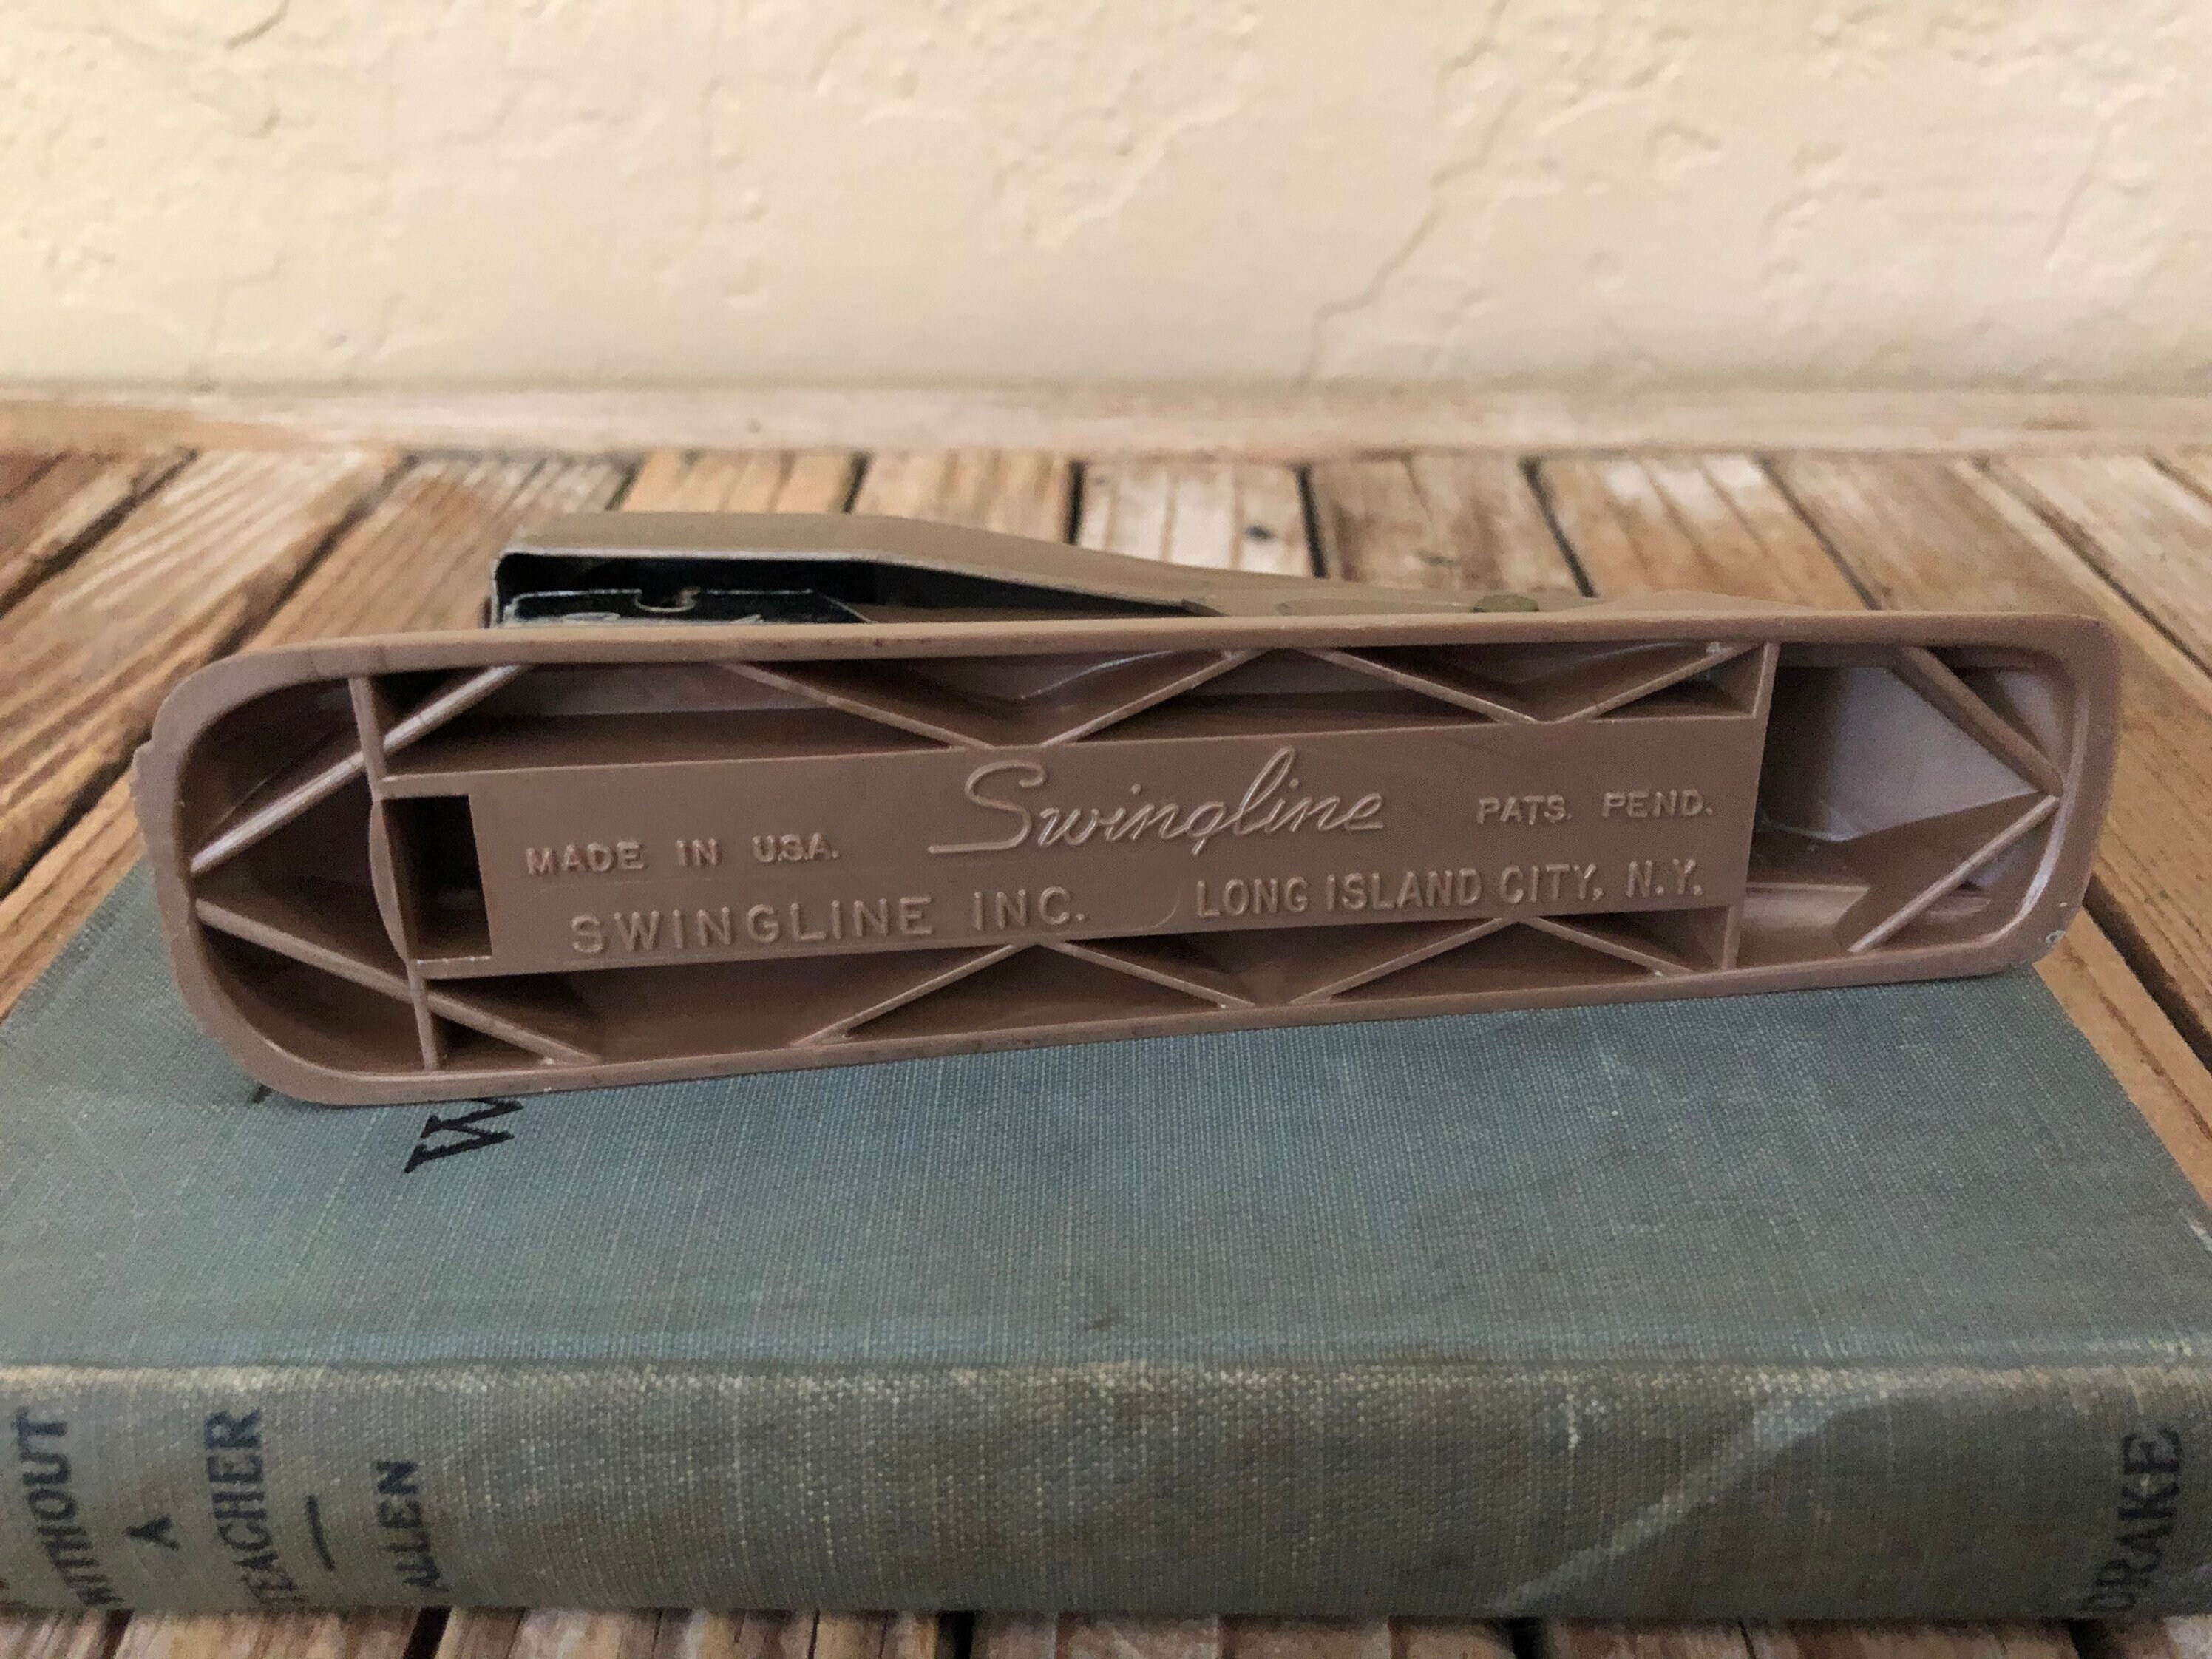 Swingline
MADE IN U.S.A. PATS. PEND.
SWINGLINE INC. LONG ISLAND CITY, N.Y.
W
WITHOUT
A
TEACHER
ALLEN
DRAKE